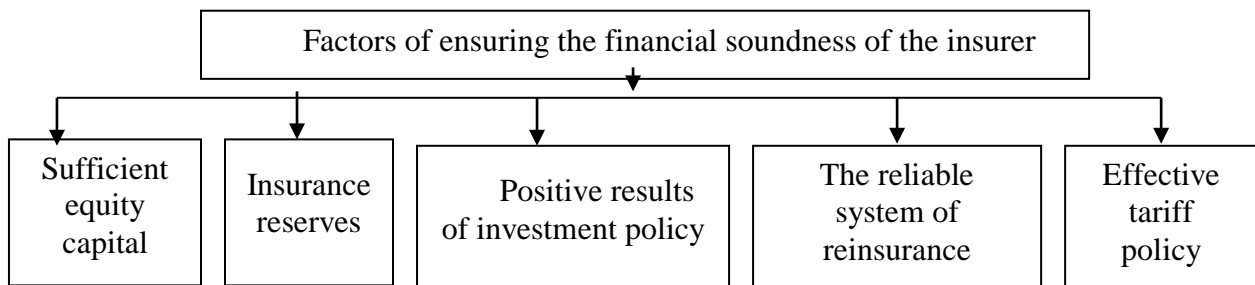 Factors of ensuring the financial soundness of the insurer
Sufficient
equity
capital
Insurance
reserves
Positive results
of investment policy
The reliable
system of
reinsurance
Effective
tariff
policy